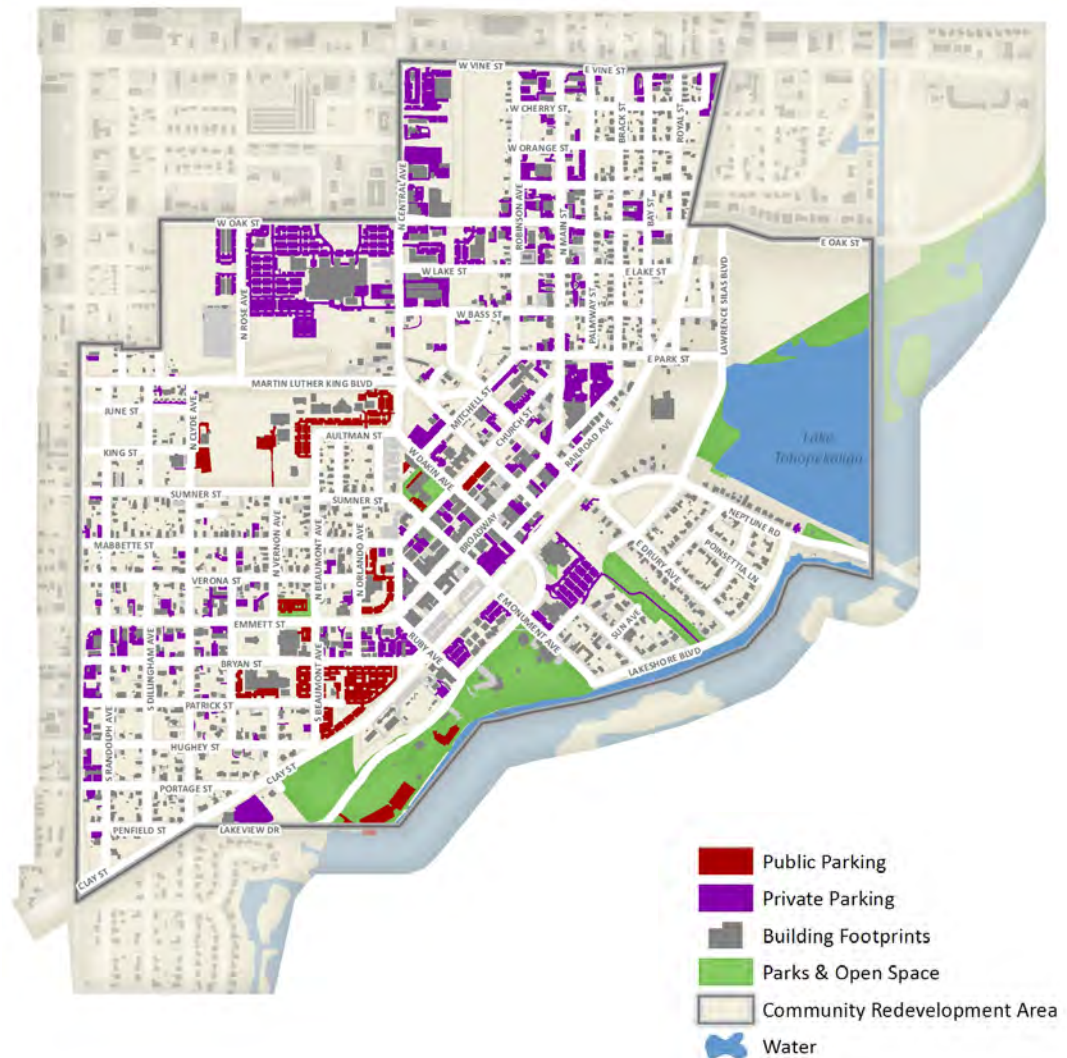 W VINE ST
E VINE ST
W CHERRY ST
BRACK ST
ROYAL ST
W ORANGE ST
N CENTRAL AVE
ROBINSON AVE
N MAIN ST
BAY ST
W OAK ST
E OAK ST
W LAKE ST
E LAKE ST
LAWRENCE SILAS BLVD
N ROSE AVE
PALMWAY ST
W BASS ST
E PARK ST
MARTIN LUTHER KING BLVD
MITCHELL ST
JUNE ST
N CLYDE AVE
CHURCH ST
RAILROAD AVE
AULTMAN ST
Lake
Tohopekaliga
KING ST
W DAKIN AVE
SUMNER ST
SUMNER ST
NEPTUNE RD
BROADWAY
MABBETTE ST
N VERNON AVE
N BEAUMONT AVE
N ORLANDO AVE
E DRURY AVE
POINSETTIA LN
VERONA ST
EMMETT ST
E MONUMENT AVE
SUN AVE
RUBY AVE
S DILLINGHAM AVE
BRYAN ST
S BEAUMONT AVE
LAKESHORE BLVD
PATRICK ST
S RANDOLPH AVE
HUGHEY ST
CLAY ST
PORTAGE ST
PENFIELD ST
LAKEVIEW DR
CLAY ST
Public Parking
Private Parking
Building Footprints
Parks & Open Space
Community Redevelopment Area
Water